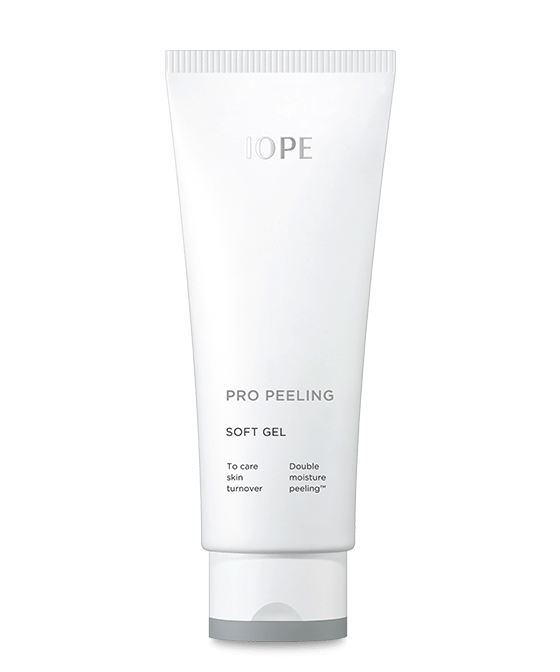 IOPE
PRO PEELING
SOFT GEL
To care
skin
turnover
Double
moisture
peeling™